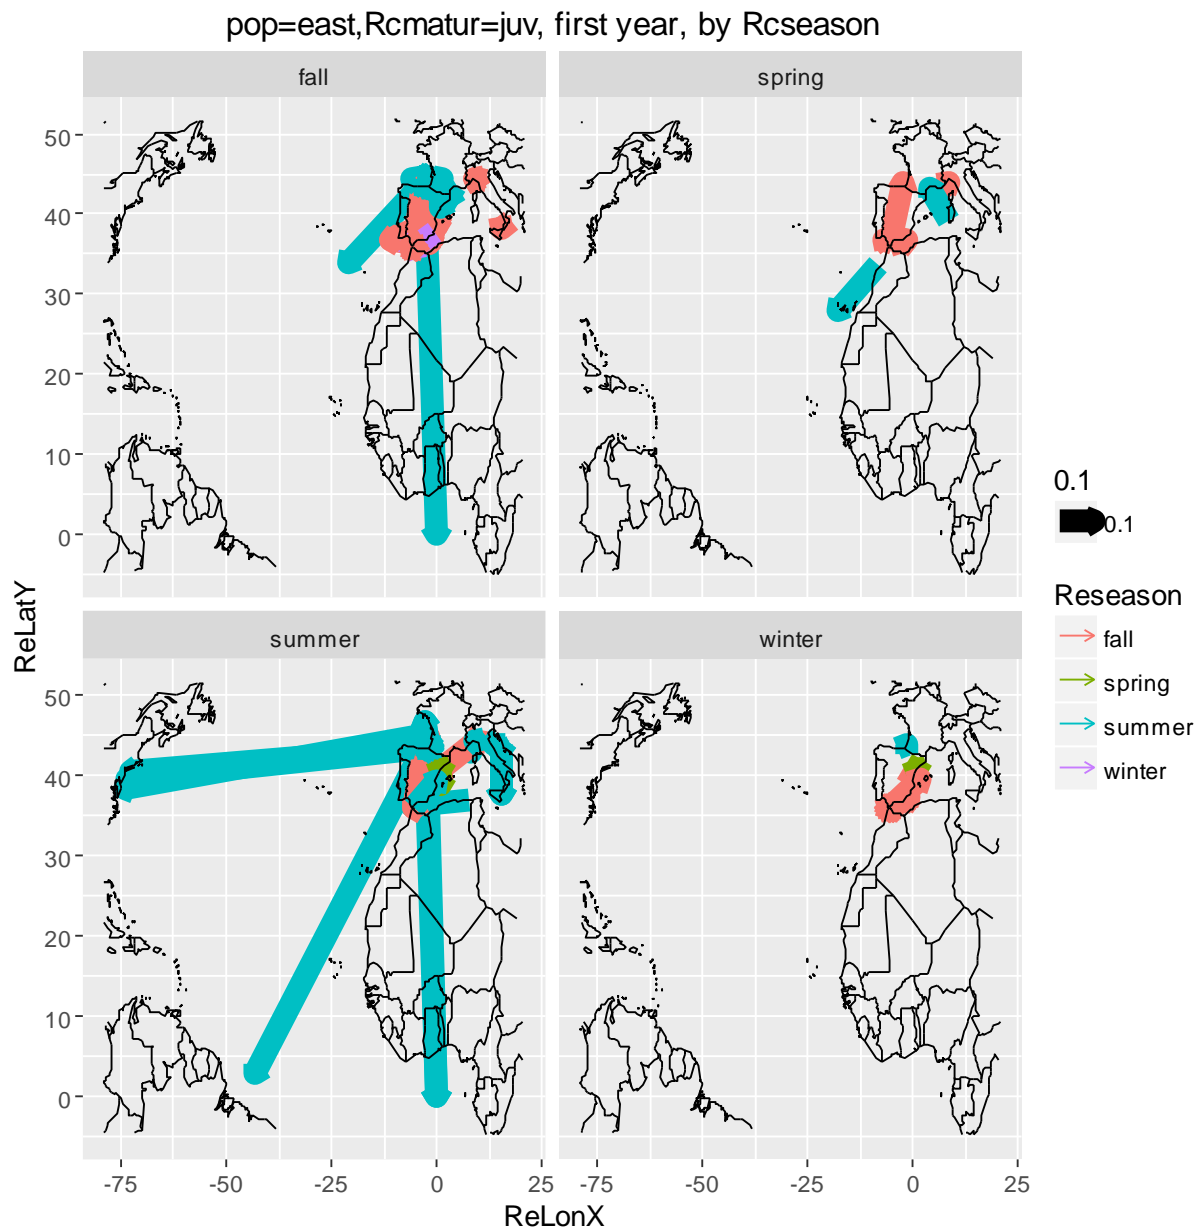 pop=east,Rcmatur=juv, first year, by Rcseason
fall
spring
50
40
30
20
10
0
summer
winter
50
40
30
20
10
0
-75
-50
-25
0
25
-75
-50
-25
0
25
ReLonX
ReLatY
0.1
0.1
Reseason
fall
spring
summer
winter